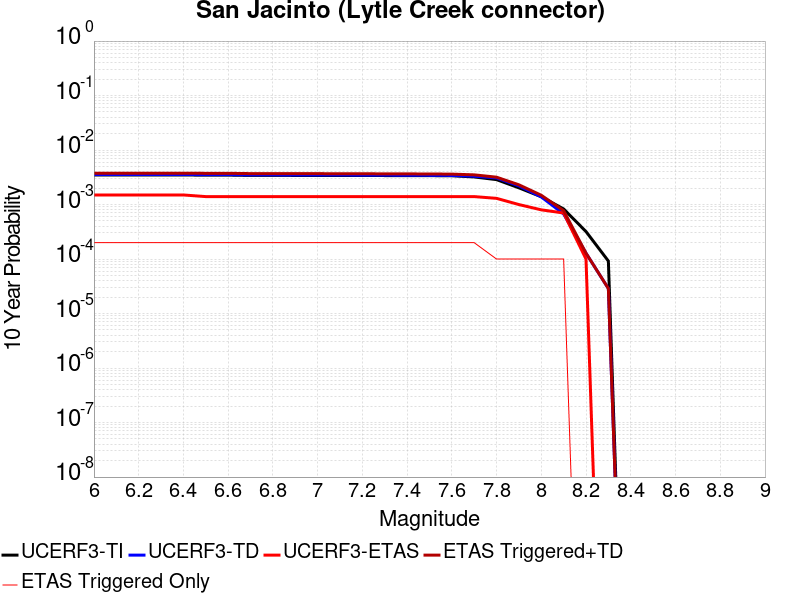 San Jacinto (Lytle Creek connector)
10 0
10 -1
10 -2
10 -3
10 -4
10 -5
10 -6
10 -7
10 -8
10 Year Probability
6 6.2 6.4 6.6 6.8 7 7.2 7.4 7.6 7.8 8 8.2 8.4 8.6 8.8 9
Magnitude
UCERF3-TI UCERF3-TD UCERF3-ETAS ETAS Triggered+TD
ETAS Triggered Only